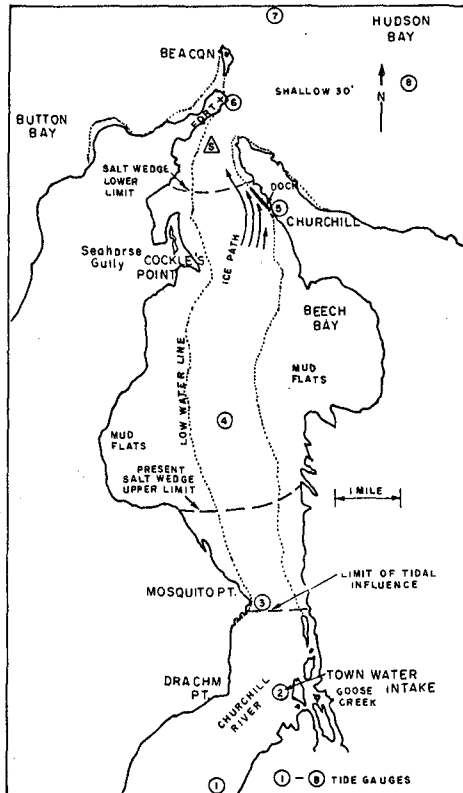 7
HUDSON
BAY
BEACON
8
SHALLOW 30'
N
BUTTON
BAY
FORT
6
S
SALT WEDGE
LOWER
LIMIT
DOCK
5
CHURCHILL
Seahorse
Gully
COCKLE'S
POINT
ICE PATH
BEECH
BAY
MUD
FLATS
LOW WATER LINE
4
MUD
FLATS
PRESENT
SALT WEDGE
UPPER LIMIT
1 MILE
LIMIT OF TIDAL
INFLUENCE
MOSQUITO PT.
3
DRACHM
PT.
TOWN WATER
INTAKE
2
GOOSE
CREEK
CHURCHILL
RIVER
1
1 - 8 TIDE GAUGES